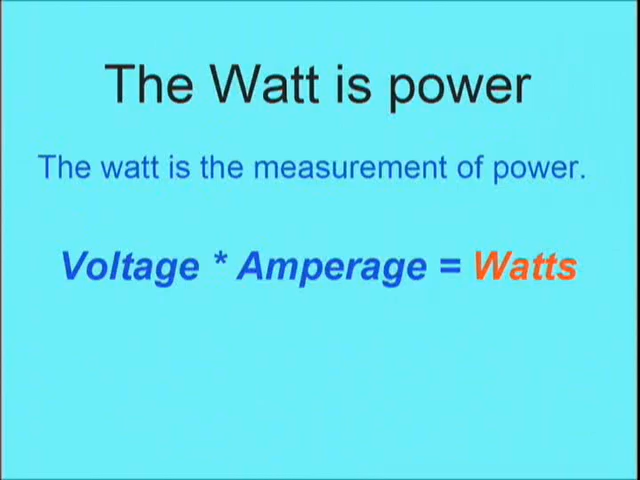 The Watt is power
The watt is the measurement of power.
Voltage * Amperage = Watts